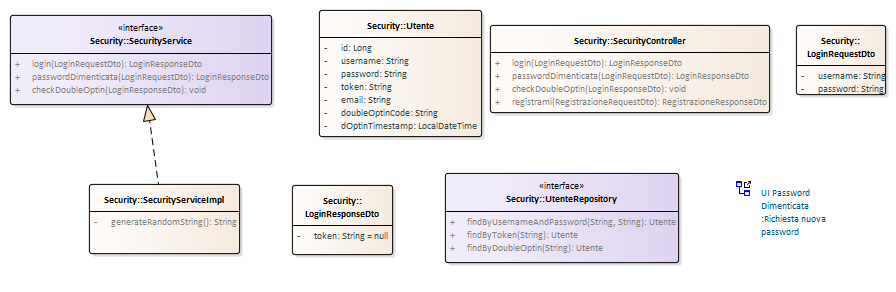 «interface»
Security::SecurityService
+ login(LoginRequestDto): LoginResponseDto
+ passwordDimenticata(LoginRequestDto): LoginResponseDto
+ checkDoubleOptin(LoginResponseDto): void
Security::Utente
- id: Long
- username: String
- password: String
- token: String
- email: String
- doubleOptinCode: String
- dOptinTimestamp: LocalDateTime
Security::SecurityController
+ login(LoginRequestDto): LoginResponseDto
+ passwordDimenticata(LoginRequestDto): LoginResponseDto
+ checkDoubleOptin(LoginResponseDto): void
+ registrami(RegistrazioneRequestDto): RegistrazioneResponseDto
Security::
LoginRequestDto
- username: String
- password: String
Security::SecurityServiceImpl
- generateRandomString(): String
Security::
LoginResponseDto
- token: String = null
«interface»
Security::UtenteRepository
+ findByUsernameAndPassword(String, String): Utente
+ findByToken(String): Utente
+ findByDoubleOptin(String): Utente
UI Password
Dimenticata
:Richiesta nuova
password